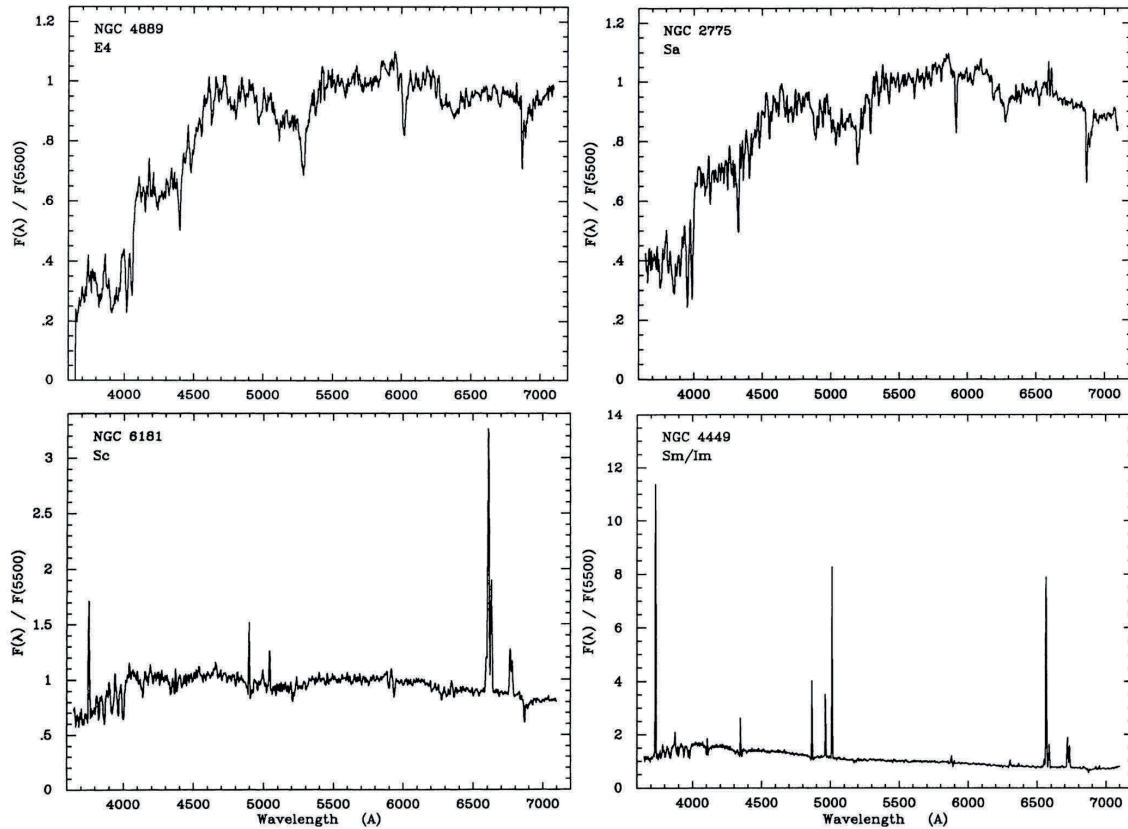 NGC 4889
E4
F(λ) / F(5500)
1
.8
.6
.4
.2
0
4000 4500 5000 5500 6000 6500 7000
NGC 2775
Sa
F(λ) / F(5500)
1
.8
.6
.4
.2
0
4000 4500 5000 5500 6000 6500 7000
NGC 6181
Sc
F(λ) / F(5500)
3
2.5
2
1.5
1
.5
0
4000 4500 5000 5500 6000 6500 7000
Wavelength (A)
NGC 4449
Sm/Im
F(λ) / F(5500)
14
12
10
8
6
4
2
0
4000 4500 5000 5500 6000 6500 7000
Wavelength (A)